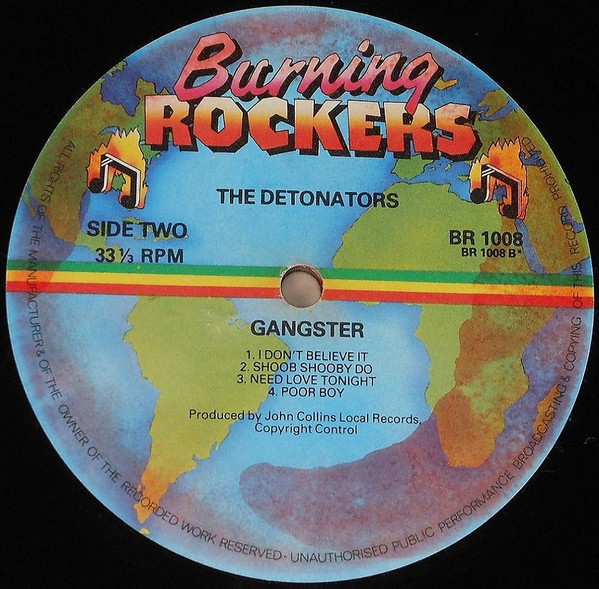 Burning
ROCKERS
THE DETONATORS
SIDE TWO
33 ⅓ RPM
BR 1008
BR 1008 B*
GANGSTER
1. I DON'T BELIEVE IT
2. SHOOB SHOOBY DO
3. NEED LOVE TONIGHT
4. POOR BOY
Produced by John Collins Local Records,
Copyright Control
ALL RIGHTS OF THE MANUFACTURER & OF THE OWNER OF THE RECORDED WORK RESERVED · UNAUTHORISED PUBLIC PERFORMANCE BROADCASTING & COPYING OF THIS RECORD PROHIBITED